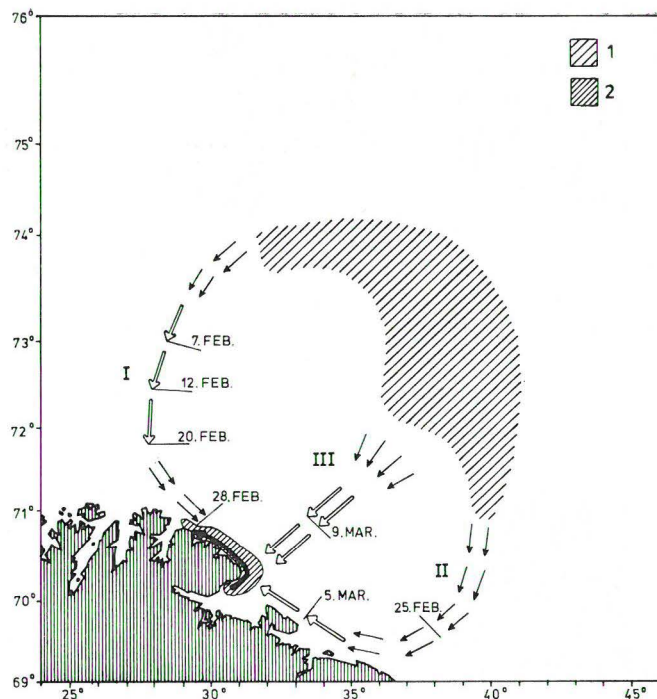 76°
1
2
75°
74°
73°
7. FEB.
I
12. FEB.
72°
20. FEB.
III
28. FEB.
71°
9. MAR.
II
70°
5. MAR.
25. FEB.
69°
25° 30° 35° 40° 45°